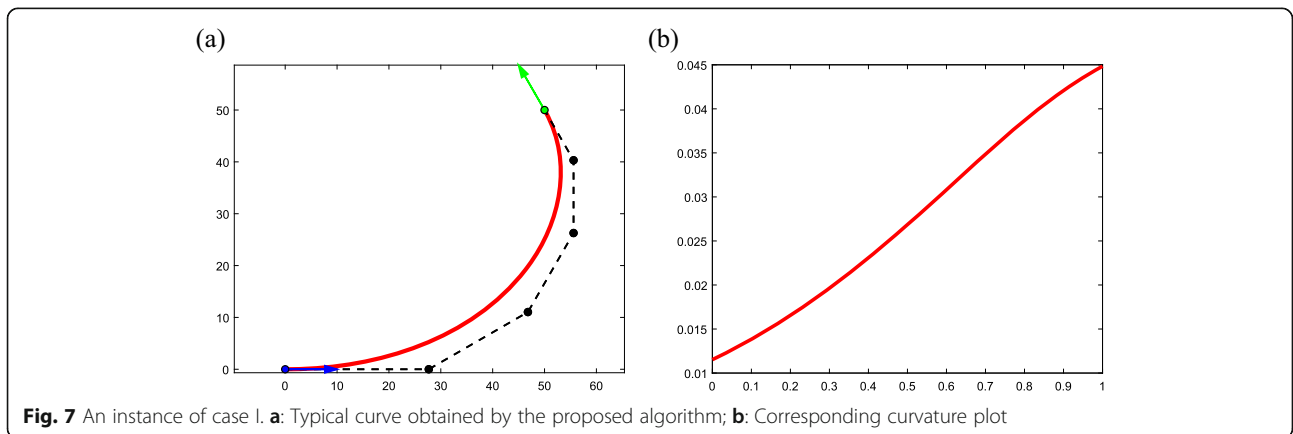 (a)
(b)
50
40
30
20
10
0
0 10 20 30 40 50 60
0.045
0.04
0.035
0.03
0.025
0.02
0.015
0.01
0 0.1 0.2 0.3 0.4 0.5 0.6 0.7 0.8 0.9 1
Fig. 7 An instance of case I. a: Typical curve obtained by the proposed algorithm; b: Corresponding curvature plot